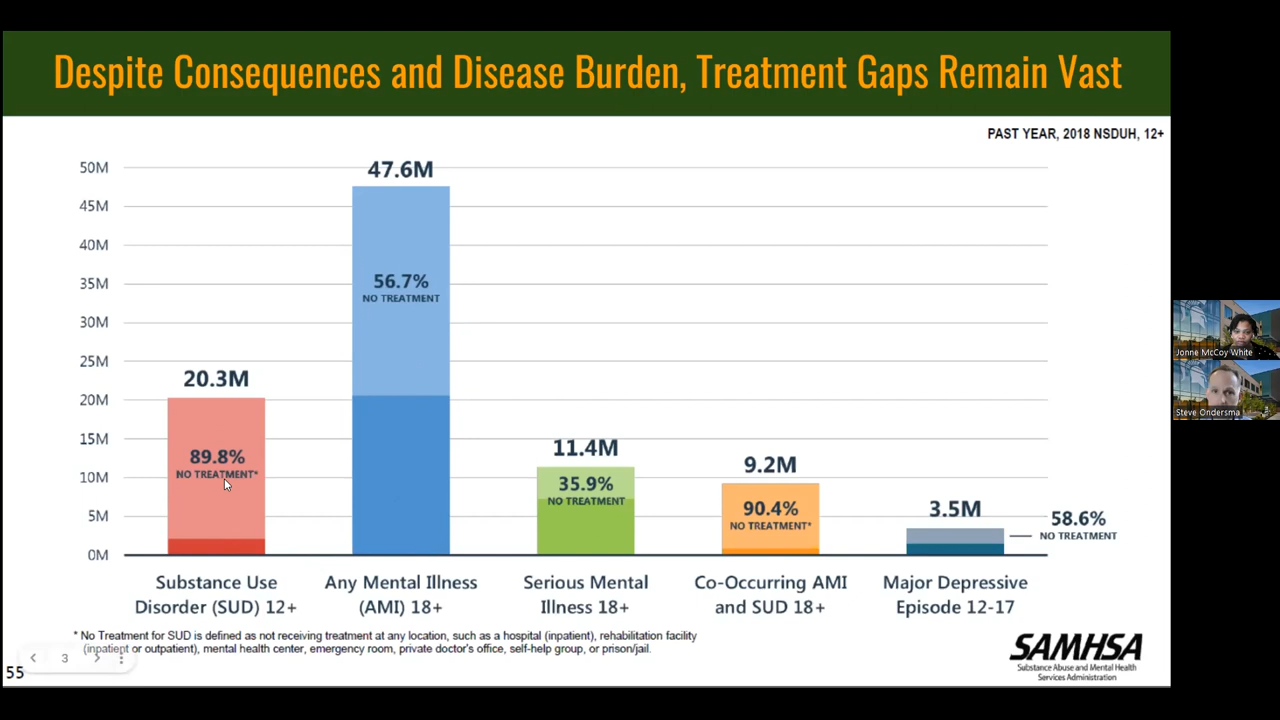 Despite Consequences and Disease Burden, Treatment Gaps Remain Vast
PAST YEAR, 2018 NSDUH, 12+
50M
45M
40M
35M
30M
25M
20M
15M
10M
5M
0M
20.3M
89.8%
NO TREATMENT*
47.6M
56.7%
NO TREATMENT
11.4M
35.9%
NO TREATMENT
9.2M
90.4%
NO TREATMENT*
3.5M
58.6%
NO TREATMENT
Substance Use
Disorder (SUD) 12+
Any Mental Illness
(AMI) 18+
Serious Mental
Illness 18+
Co-Occurring AMI
and SUD 18+
Major Depressive
Episode 12-17
* No Treatment for SUD is defined as not receiving treatment at any location, such as a hospital (inpatient), rehabilitation facility
(inpatient or outpatient), mental health center, emergency room, private doctor's office, self-help group, or prison/jail.
3
55
SAMHSA
Substance Abuse and Mental Health
Services Administration
Jonne McCoy White
Steve Ondersma